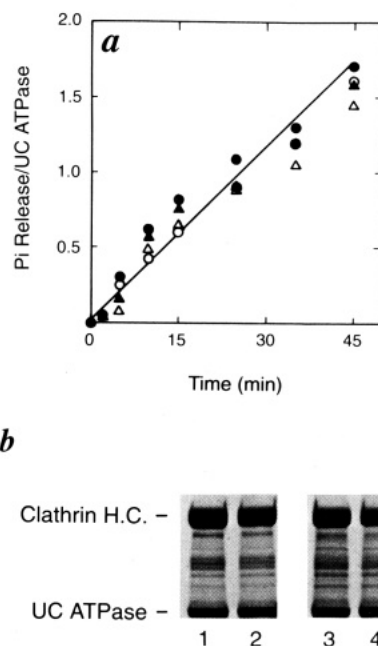 a
2.0
1.5
1.0
0.5
0
15
30
45
Pi Release/UC ATPase
Time (min)
b
Clathrin H.C. –
UC ATPase –
1 2 3 4